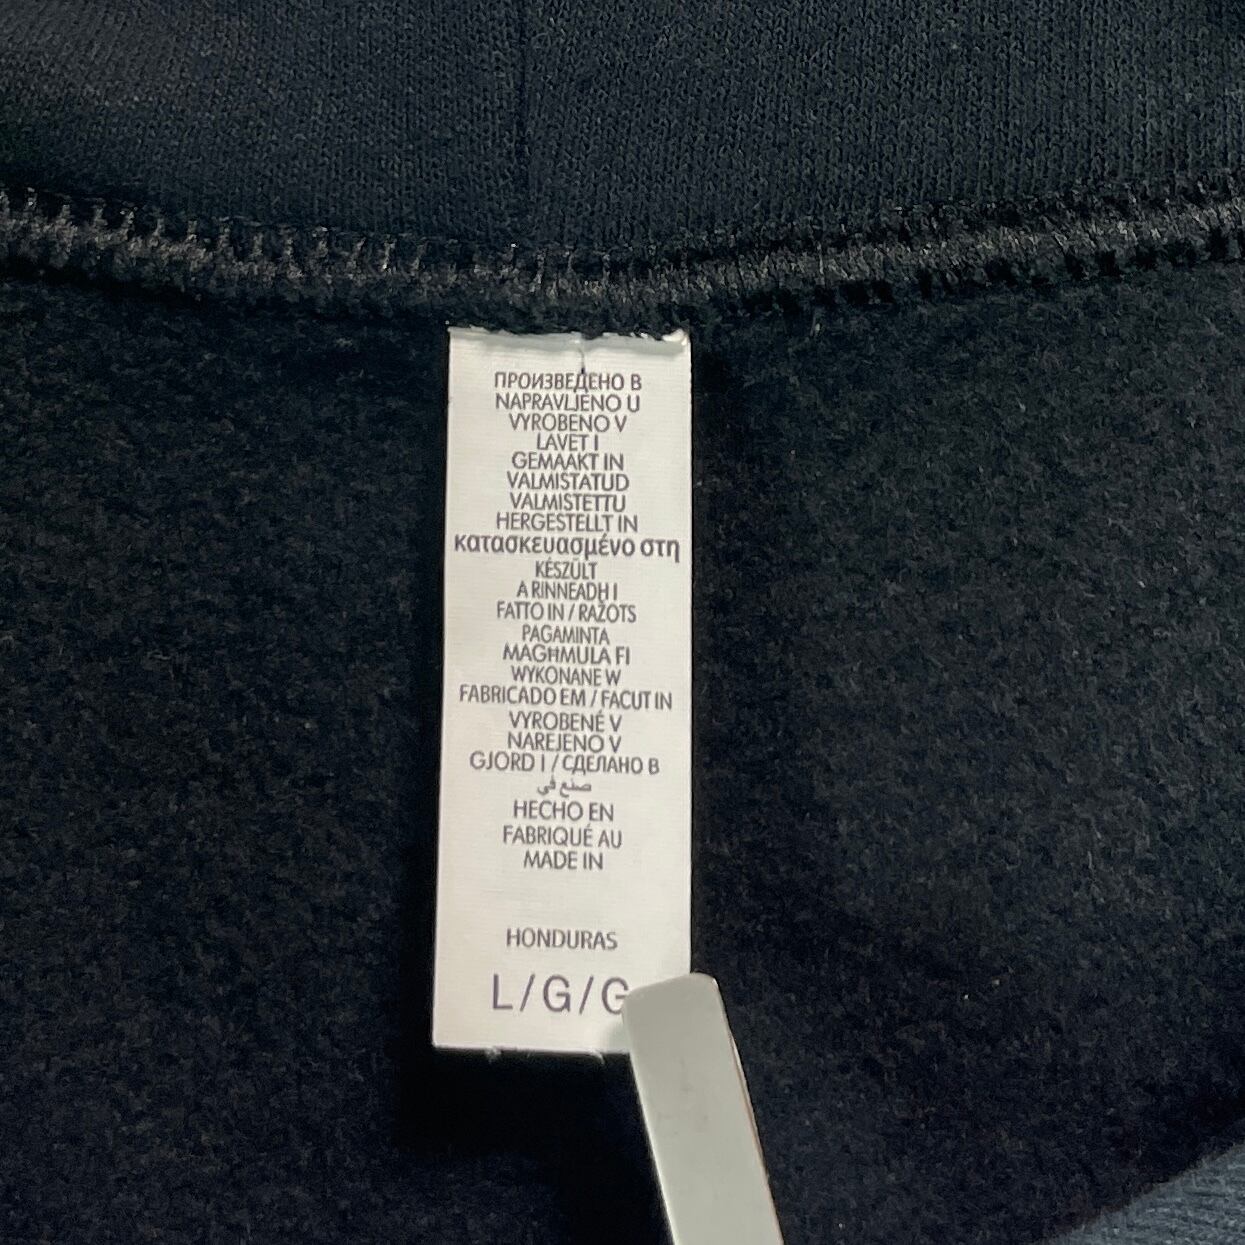 ПРОИЗВЕДЕНО В
NAPRAVLJENO U
VYROBENO V
LAVET I
GEMAAKT IN
VALMISTATUD
VALMISTETTU
HERGESTELLT IN
κατασκευασμένο στη
KÉSZÜLT
A RINNEADH I
FATTO IN / RAŽOTS
PAGAMINTA
MAGĦMULA FI
WYKONANE W
FABRICADO EM / FACUT IN
VYROBENÉ V
NAREJENO V
GJORD I / СДЕЛАНО В
صنع في
HECHO EN
FABRIQUÉ AU
MADE IN
HONDURAS
L/G/G